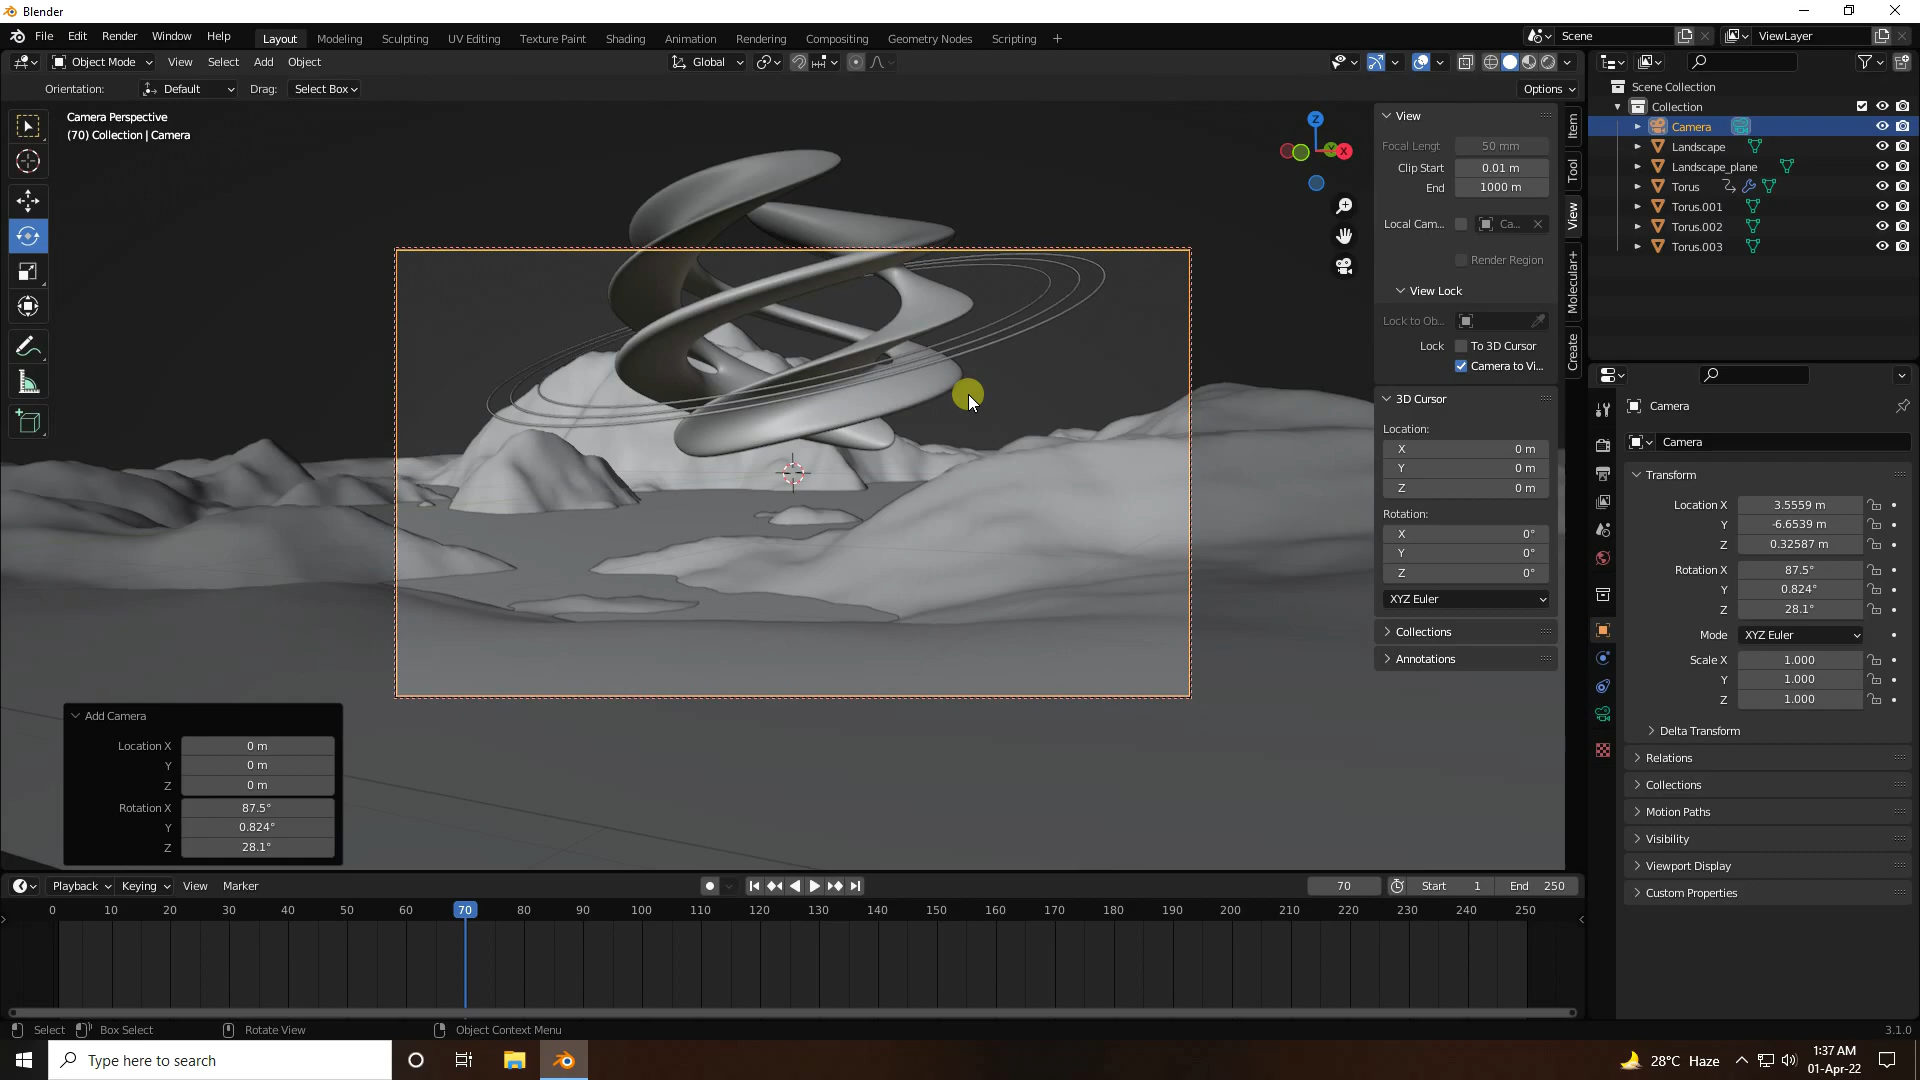 Blender
File Edit Render Window Help
Layout Modeling Sculpting UV Editing Texture Paint Shading Animation Rendering Compositing Geometry Nodes Scripting +
Scene
ViewLayer
Object Mode View Select Add Object
Global
Orientation: Default Drag: Select Box
Options
Camera Perspective
(70) Collection | Camera
Z
Y
X
View
Focal Lengt 50 mm
Clip Start 0.01 m
End 1000 m
Local Cam... Ca...
Render Region
View Lock
Lock to Ob...
Lock To 3D Cursor
Camera to Vi...
3D Cursor
Location:
X 0 m
Y 0 m
Z 0 m
Rotation:
X 0°
Y 0°
Z 0°
XYZ Euler
Collections
Annotations
Item
Tool
View
Molecular+
Create
Scene Collection
Collection
Camera
Landscape
Landscape_plane
Torus
Torus.001
Torus.002
Torus.003
Camera
Camera
Transform
Location X 3.5559 m
Y -6.6539 m
Z 0.32587 m
Rotation X 87.5°
Y 0.824°
Z 28.1°
Mode XYZ Euler
Scale X 1.000
Y 1.000
Z 1.000
Delta Transform
Relations
Collections
Motion Paths
Visibility
Viewport Display
Custom Properties
Add Camera
Location X 0 m
Y 0 m
Z 0 m
Rotation X 87.5°
Y 0.824°
Z 28.1°
Playback Keying View Marker
70 Start 1 End 250
0 10 20 30 40 50 60 70 80 90 100 110 120 130 140 150 160 170 180 190 200 210 220 230 240 250
Select Box Select Rotate View Object Context Menu
3.1.0
Type here to search
28°C Haze
1:37 AM
01-Apr-22